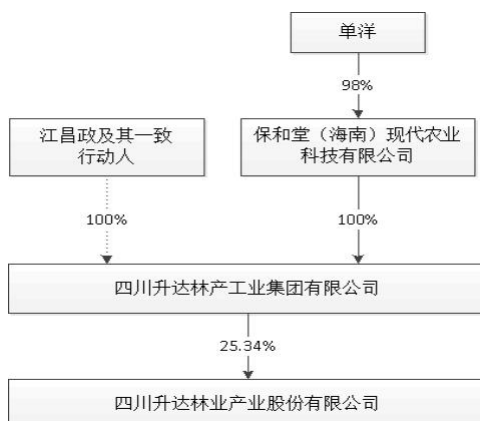 单洋
98%
江昌政及其一致
行动人
保和堂（海南）现代农业
科技有限公司
100%
100%
四川升达林产工业集团有限公司
25.34%
四川升达林业产业股份有限公司